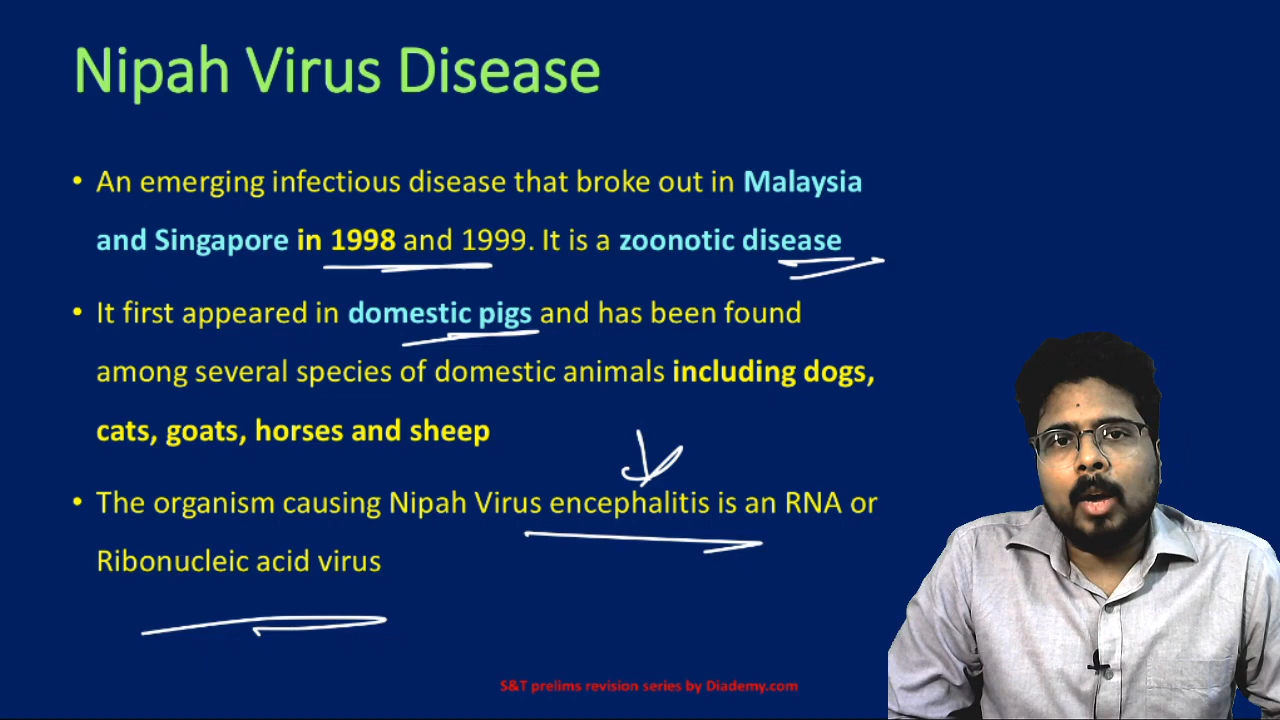 Nipah Virus Disease
• An emerging infectious disease that broke out in Malaysia
and Singapore in 1998 and 1999. It is a zoonotic disease
• It first appeared in domestic pigs and has been found
among several species of domestic animals including dogs,
cats, goats, horses and sheep
• The organism causing Nipah Virus encephalitis is an RNA or
Ribonucleic acid virus
S&T prelims revision series by Diademy.com